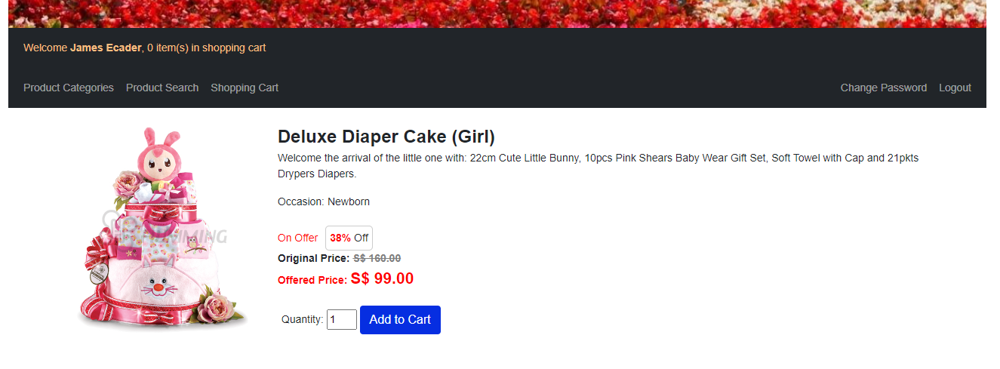 Welcome James Ecader, 0 item(s) in shopping cart
Product Categories Product Search Shopping Cart Change Password Logout
Deluxe Diaper Cake (Girl)
Welcome the arrival of the little one with: 22cm Cute Little Bunny, 10pcs Pink Shears Baby Wear Gift Set, Soft Towel with Cap and 21pkts
Drypers Diapers.
Occasion: Newborn
On Offer 38% Off
Original Price: S$ 160.00
Offered Price: S$ 99.00
Quantity: 1 Add to Cart